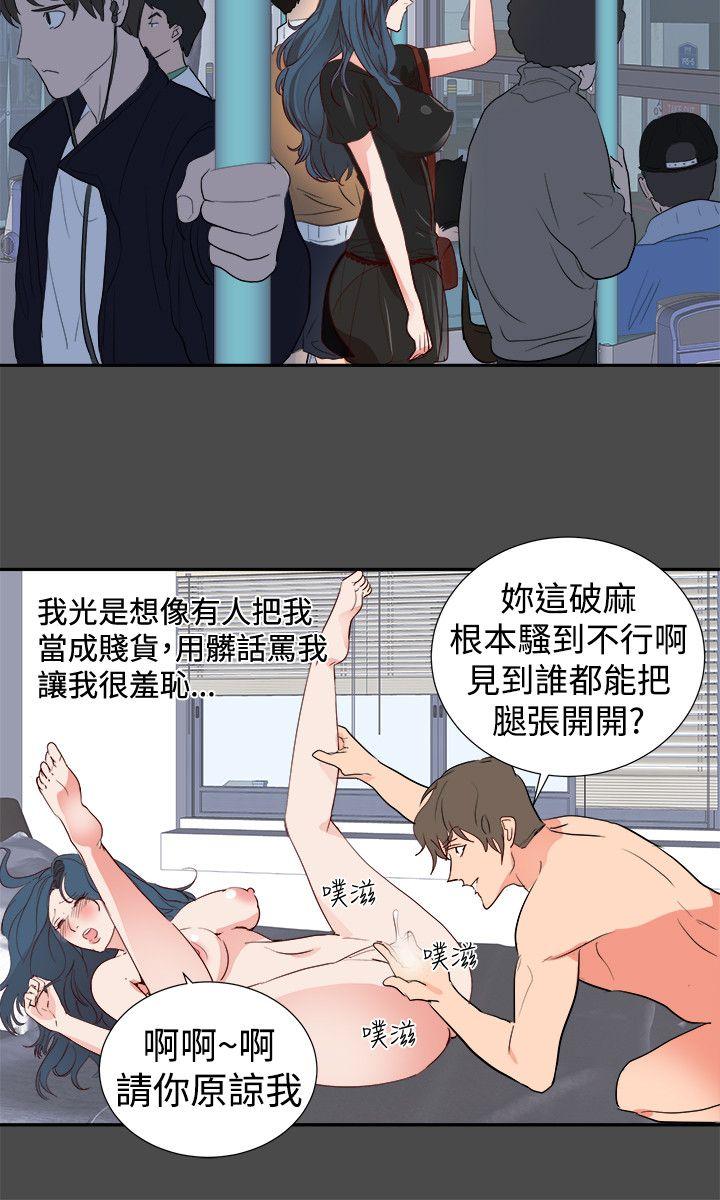 我光是想像有人把我
當成賤貨，用髒話罵我
讓我很羞恥…
妳這破麻
根本騷到不行啊
見到誰都能把
腿張開開?
噗滋
噗滋
噗滋
啊啊~啊
請你原諒我